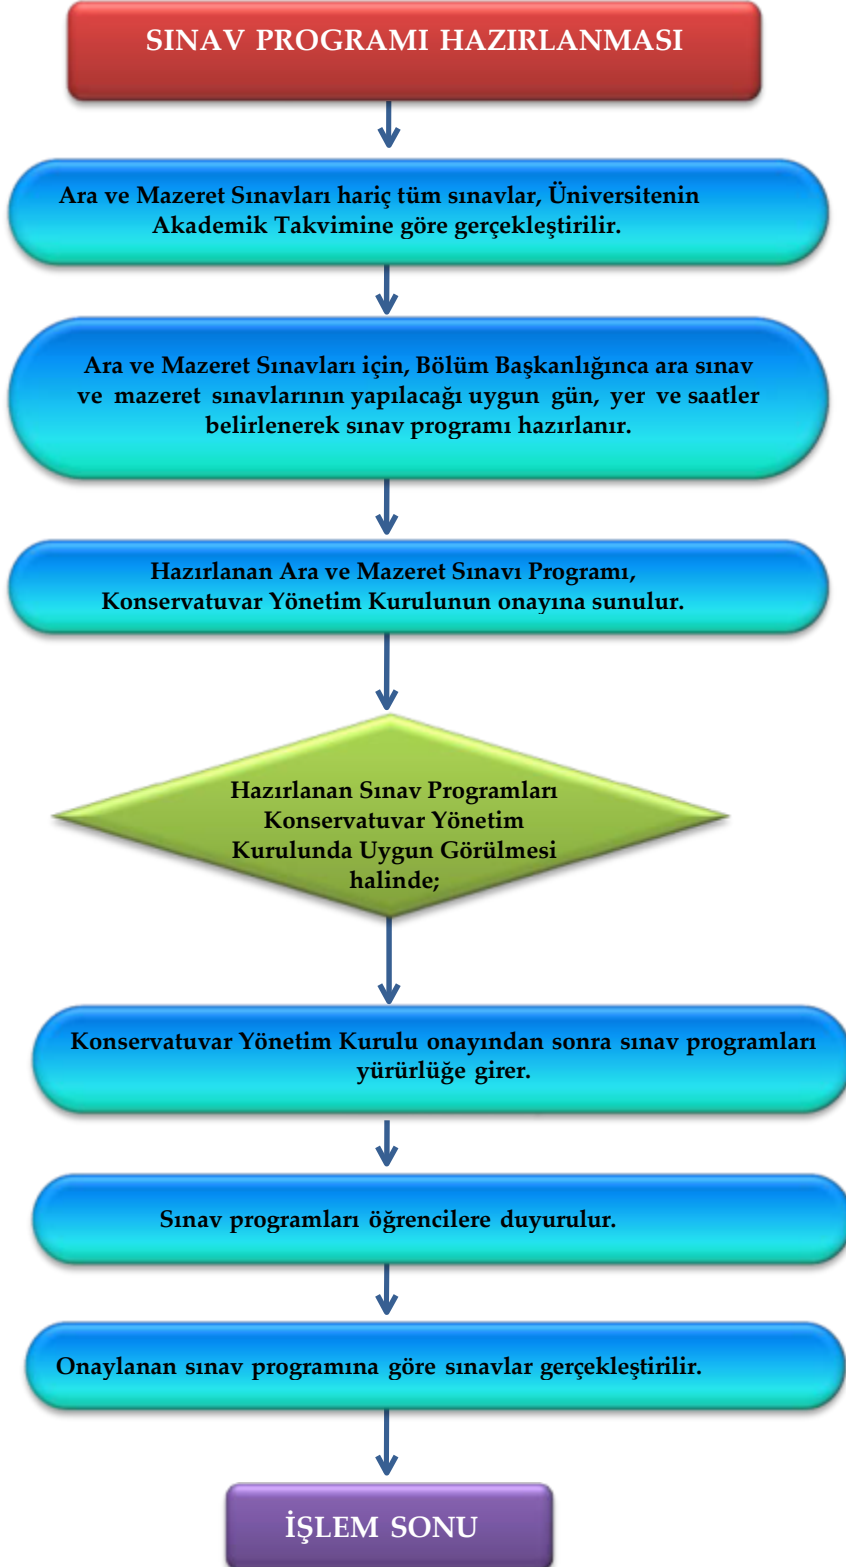 SINAV PROGRAMI HAZIRLANMASI
Ara ve Mazeret Sınavları hariç tüm sınavlar, Üniversitenin
Akademik Takvimine göre gerçekleştirilir.
Ara ve Mazeret Sınavları için, Bölüm Başkanlığınca ara sınav
ve mazeret sınavlarının yapılacağı uygun gün, yer ve saatler
belirlenerek sınav programı hazırlanır.
Hazırlanan Ara ve Mazeret Sınavı Programı,
Konservatuvar Yönetim Kurulunun onayına sunulur.
Hazırlanan Sınav Programları
Konservatuvar Yönetim
Kurulunda Uygun Görülmesi
halinde;
Konservatuvar Yönetim Kurulu onayından sonra sınav programları
yürürlüğe girer.
Sınav programları öğrencilere duyurulur.
Onaylanan sınav programına göre sınavlar gerçekleştirilir.
İŞLEM SONU